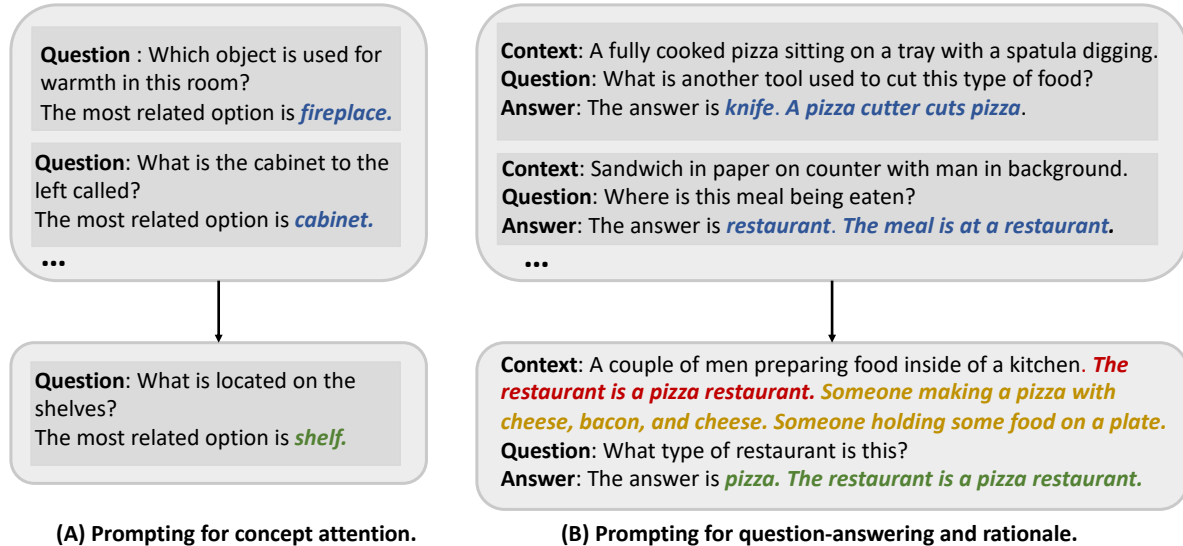 Question : Which object is used for
warmth in this room?
The most related option is fireplace.
Question: What is the cabinet to the
left called?
The most related option is cabinet.
...
Question: What is located on the
shelves?
The most related option is shelf.
(A) Prompting for concept attention.
Context: A fully cooked pizza sitting on a tray with a spatula digging.
Question: What is another tool used to cut this type of food?
Answer: The answer is knife. A pizza cutter cuts pizza.
Context: Sandwich in paper on counter with man in background.
Question: Where is this meal being eaten?
Answer: The answer is restaurant. The meal is at a restaurant.
...
Context: A couple of men preparing food inside of a kitchen. The
restaurant is a pizza restaurant. Someone making a pizza with
cheese, bacon, and cheese. Someone holding some food on a plate.
Question: What type of restaurant is this?
Answer: The answer is pizza. The restaurant is a pizza restaurant.
(B) Prompting for question-answering and rationale.